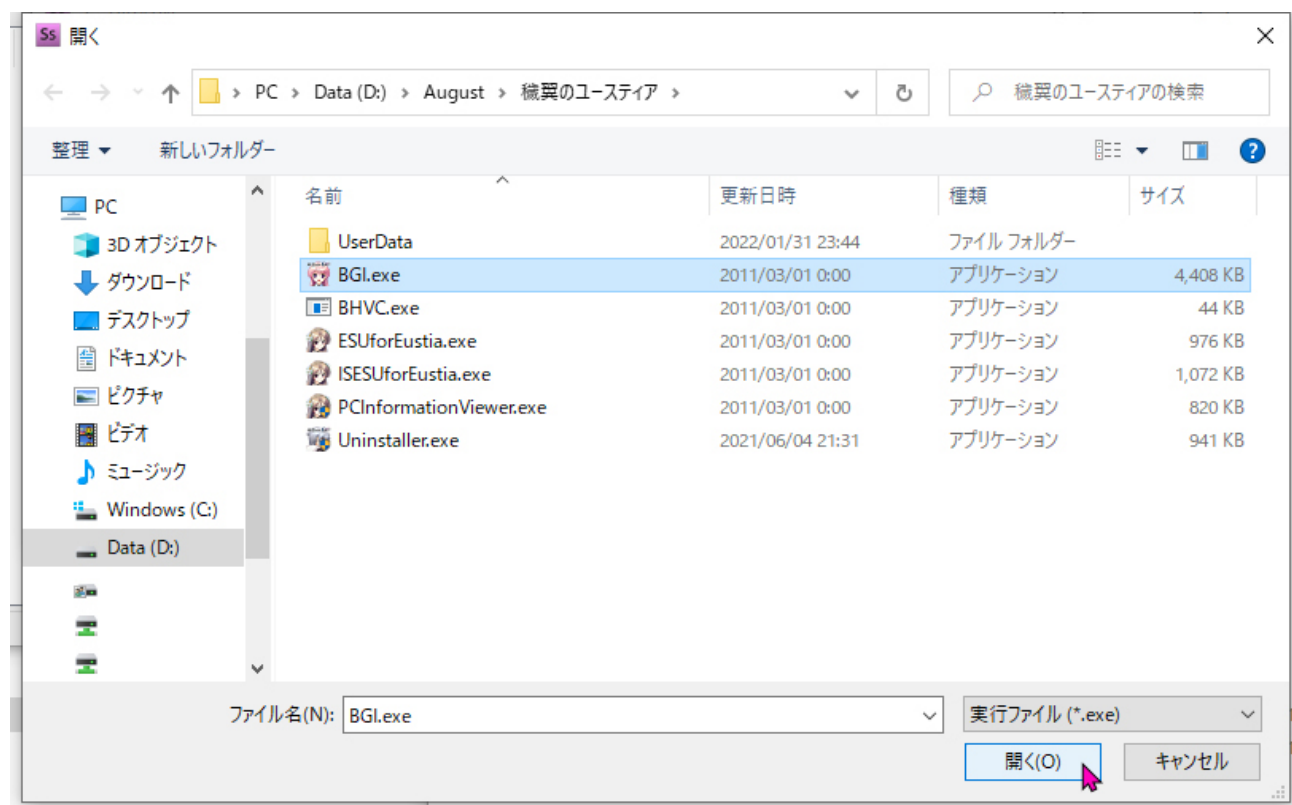 Ss 開く
PC > Data (D:) > August > 穢翼のユースティア >
穢翼のユースティアの検索
整理 新しいフォルダー
?
名前 更新日時 種類 サイズ
PC
3D オブジェクト
ダウンロード
デスクトップ
ドキュメント
ピクチャ
ビデオ
ミュージック
Windows (C:)
Data (D:)
UserData 2022/01/31 23:44 ファイル フォルダー
BGI.exe 2011/03/01 0:00 アプリケーション 4,408 KB
BHVC.exe 2011/03/01 0:00 アプリケーション 44 KB
ESUforEustia.exe 2011/03/01 0:00 アプリケーション 976 KB
ISESUforEustia.exe 2011/03/01 0:00 アプリケーション 1,072 KB
PCInformationViewer.exe 2011/03/01 0:00 アプリケーション 820 KB
Uninstaller.exe 2021/06/04 21:31 アプリケーション 941 KB
ファイル名(N): BGI.exe 実行ファイル (*.exe)
開く(O) キャンセル